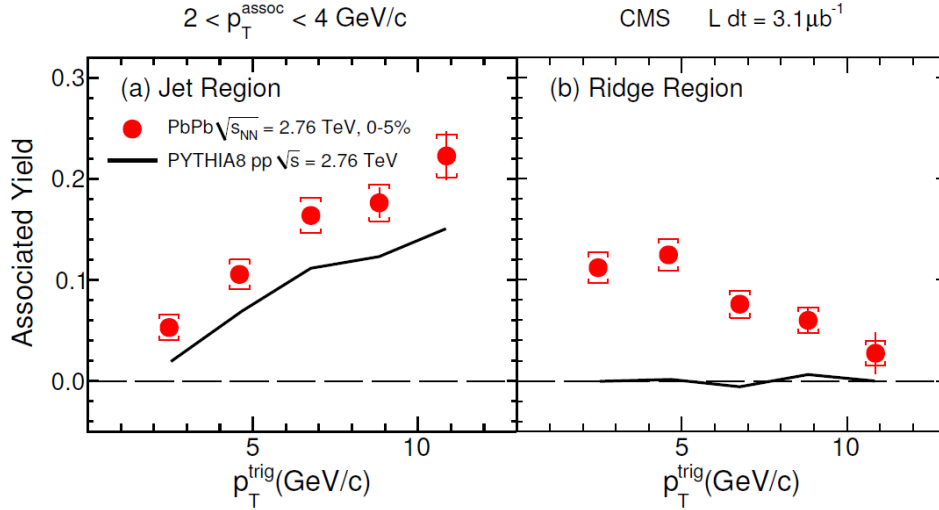 2 < p_T^assoc < 4 GeV/c
CMS L dt = 3.1μb⁻¹
(a) Jet Region
PbPb √s_NN = 2.76 TeV, 0-5%
PYTHIA8 pp √s = 2.76 TeV
(b) Ridge Region
Associated Yield
0.3
0.2
0.1
0.0
5
10
5
10
p_T^trig(GeV/c)
p_T^trig(GeV/c)